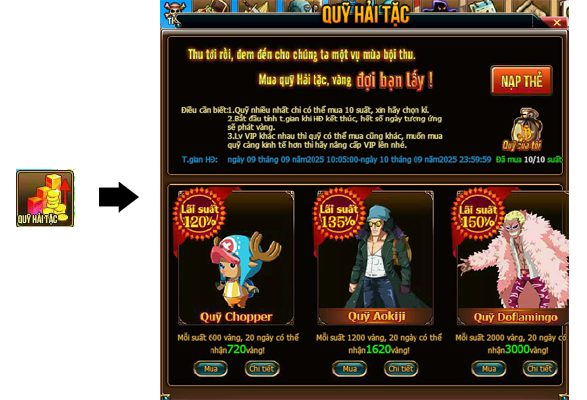 QUỸ HẢI TẶC
Thu tới rồi, đem đến cho chúng ta một vụ mùa bội thu.
Mua quỹ Hải tặc, vàng đợi bạn lấy !
NẠP THẺ
Điều cần biết:1.Quỹ nhiều nhất chỉ có thể mua 10 suất, xin hãy chọn kĩ.
2.Bắt đầu tính t.gian khi HĐ kết thúc, hết số ngày tương ứng
sẽ phát vàng.
3.Lv VIP khác nhau thì quỹ có thể mua cũng khác, muốn mua
quỹ càng kinh tế hơn thì hãy nâng cấp VIP lên nhé.
Quỹ của tôi
T.gian HĐ: ngày 09 tháng 09 năm2025 10:05:00-ngày 10 tháng 09 năm2025 23:59:59 Đã mua 10/10 suất
QUỸ HẢI TẶC
Lãi suất
120%
Lãi suất
135%
Lãi suất
150%
Quỹ Chopper
Quỹ Aokiji
Quỹ Doflamingo
Mỗi suất 600 vàng, 20 ngày có thể
nhận720vàng!
Mỗi suất 1200 vàng, 20 ngày có thể
nhận1620vàng!
Mỗi suất 2000 vàng, 20 ngày có thể
nhận3000vàng!
Mua
Chi tiết
Mua
Chi tiết
Mua
Chi tiết